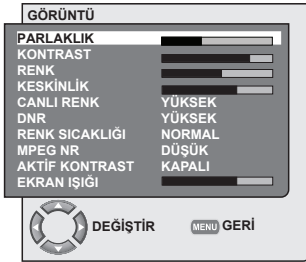 GÖRÜNTÜ
PARLAKLIK
KONTRAST
RENK
KESKİNLİK
CANLI RENK YÜKSEK
DNR YÜKSEK
RENK SICAKLIĞI NORMAL
MPEG NR DÜŞÜK
AKTİF KONTRAST KAPALI
EKRAN IŞIĞI
DEĞİŞTİR MENU GERİ